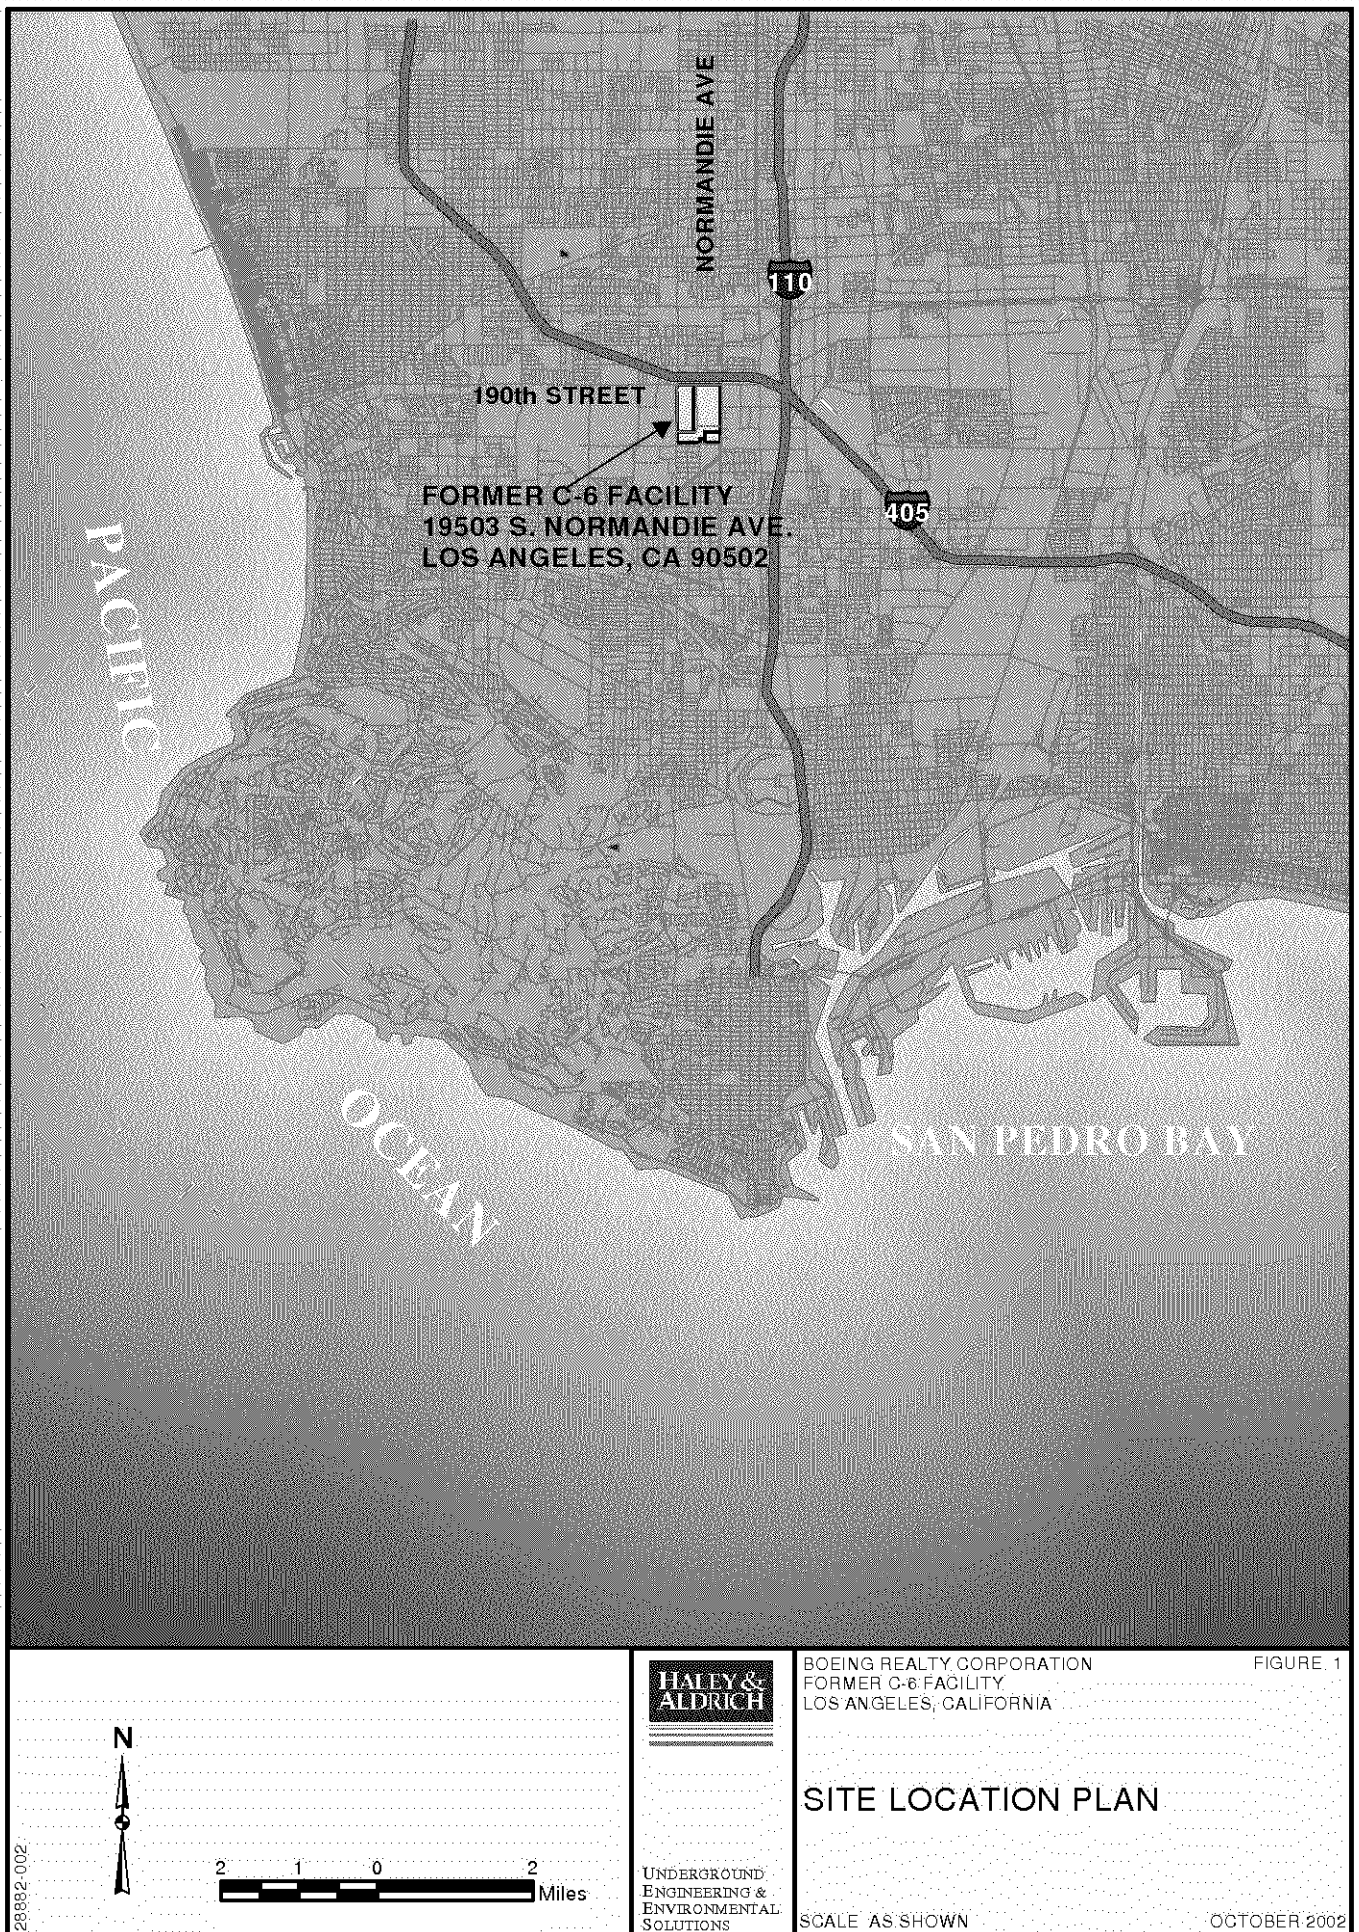 NORMANDIE AVE
110
190th STREET
FORMER C-6 FACILITY
19503 S. NORMANDIE AVE.
LOS ANGELES, CA 90502
405
PACIFIC
OCEAN
SAN PEDRO BAY
N
2 1 0 2
Miles
28882-002
HALEY &
ALDRICH
UNDERGROUND
ENGINEERING &
ENVIRONMENTAL
SOLUTIONS
BOEING REALTY CORPORATION
FORMER C-6 FACILITY
LOS ANGELES, CALIFORNIA
FIGURE 1
SITE LOCATION PLAN
SCALE AS SHOWN
OCTOBER 2002